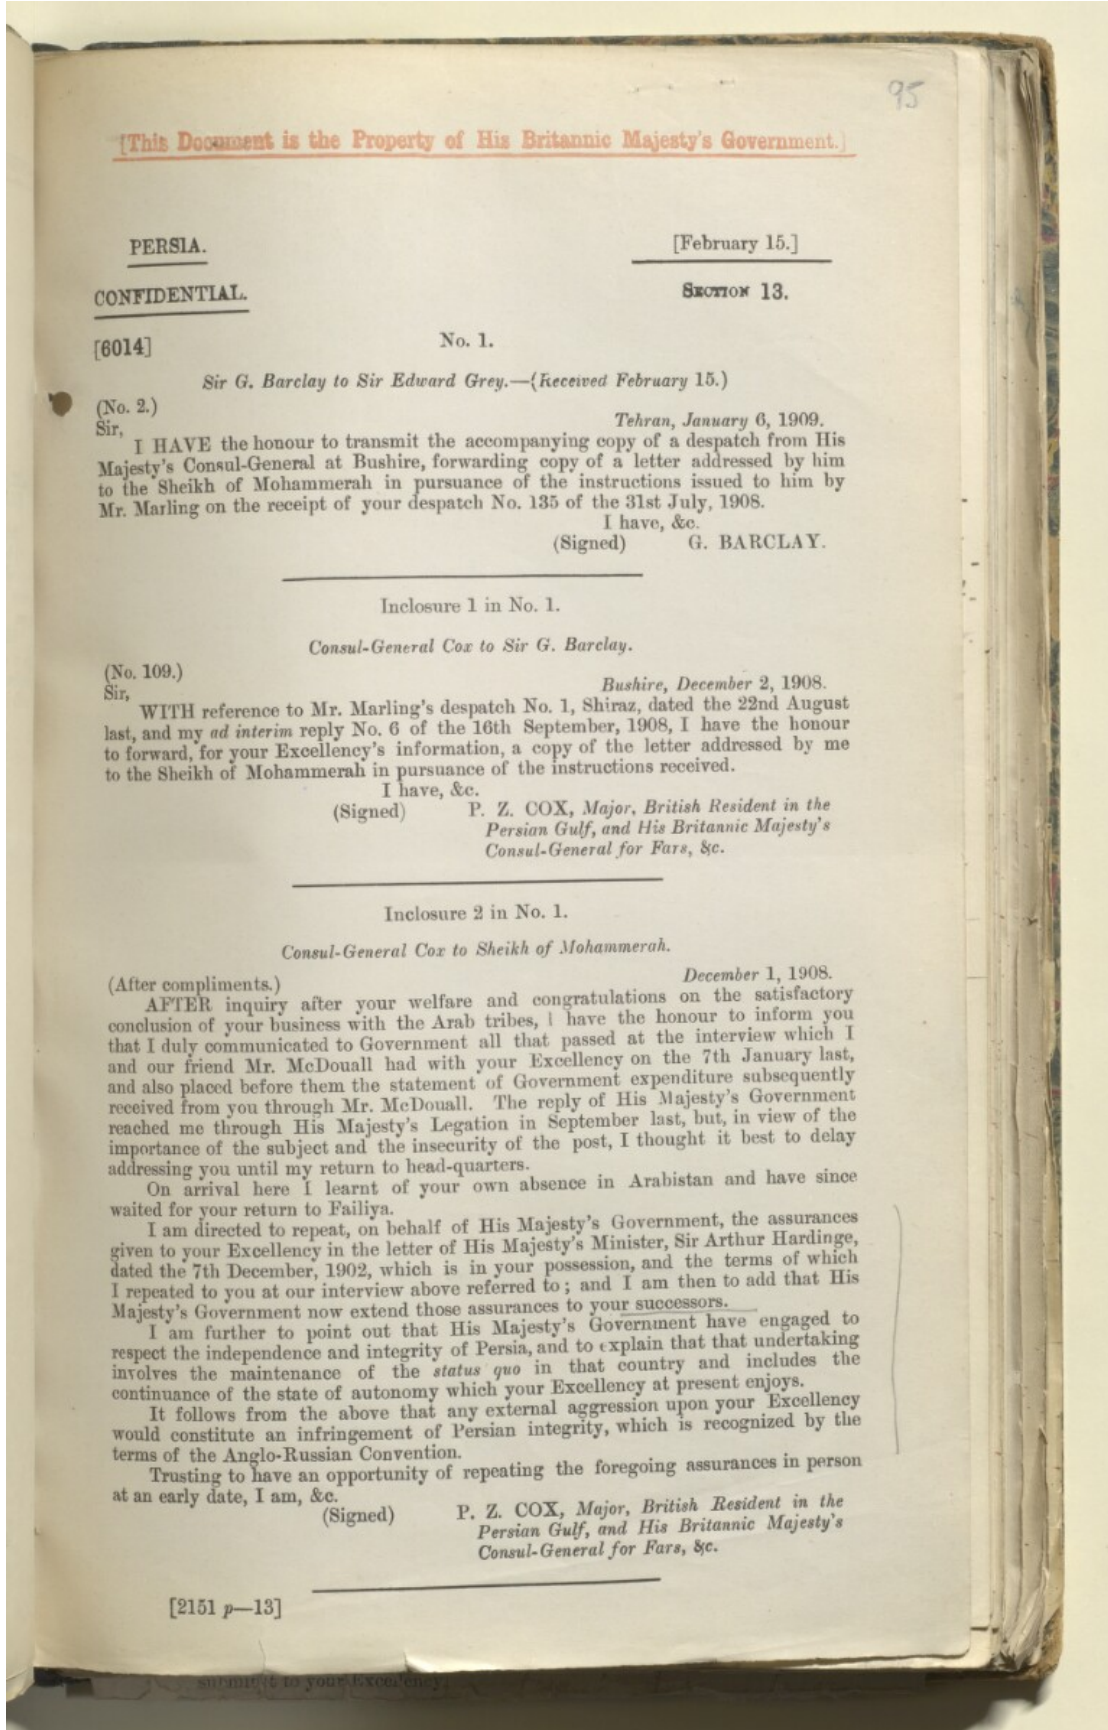 95
[This Document is the Property of His Britannic Majesty's Government.]
PERSIA.
[February 15.]
CONFIDENTIAL.
SECTION 13.
[6014]
No. 1.
Sir G. Barclay to Sir Edward Grey.—(Received February 15.)
(No. 2.)
Sir,
Tehran, January 6, 1909.
I HAVE the honour to transmit the accompanying copy of a despatch from His
Majesty's Consul-General at Bushire, forwarding copy of a letter addressed by him
to the Sheikh of Mohammerah in pursuance of the instructions issued to him by
Mr. Marling on the receipt of your despatch No. 135 of the 31st July, 1908.
I have, &c.
(Signed) G. BARCLAY.
Inclosure 1 in No. 1.
Consul-General Cox to Sir G. Barclay.
(No. 109.)
Sir,
Bushire, December 2, 1908.
WITH reference to Mr. Marling's despatch No. 1, Shiraz, dated the 22nd August
last, and my ad interim reply No. 6 of the 16th September, 1908, I have the honour
to forward, for your Excellency's information, a copy of the letter addressed by me
to the Sheikh of Mohammerah in pursuance of the instructions received.
I have, &c.
(Signed) P. Z. COX, Major, British Resident in the
Persian Gulf, and His Britannic Majesty's
Consul-General for Fars, &c.
Inclosure 2 in No. 1.
Consul-General Cox to Sheikh of Mohammerah.
(After compliments.)
December 1, 1908.
AFTER inquiry after your welfare and congratulations on the satisfactory
conclusion of your business with the Arab tribes, I have the honour to inform you
that I duly communicated to Government all that passed at the interview which I
and our friend Mr. McDouall had with your Excellency on the 7th January last,
and also placed before them the statement of Government expenditure subsequently
received from you through Mr. McDouall. The reply of His Majesty's Government
reached me through His Majesty's Legation in September last, but, in view of the
importance of the subject and the insecurity of the post, I thought it best to delay
addressing you until my return to head-quarters.
On arrival here I learnt of your own absence in Arabistan and have since
waited for your return to Failiya.
I am directed to repeat, on behalf of His Majesty's Government, the assurances
given to your Excellency in the letter of His Majesty's Minister, Sir Arthur Hardinge,
dated the 7th December, 1902, which is in your possession, and the terms of which
I repeated to you at our interview above referred to; and I am then to add that His
Majesty's Government now extend those assurances to your successors.
I am further to point out that His Majesty's Government have engaged to
respect the independence and integrity of Persia, and to explain that that undertaking
involves the maintenance of the status quo in that country and includes the
continuance of the state of autonomy which your Excellency at present enjoys.
It follows from the above that any external aggression upon your Excellency
would constitute an infringement of Persian integrity, which is recognized by the
terms of the Anglo-Russian Convention.
Trusting to have an opportunity of repeating the foregoing assurances in person
at an early date, I am, &c.
(Signed) P. Z. COX, Major, British Resident in the
Persian Gulf, and His Britannic Majesty's
Consul-General for Fars, &c.
[2151 p—13]
to your Excellency